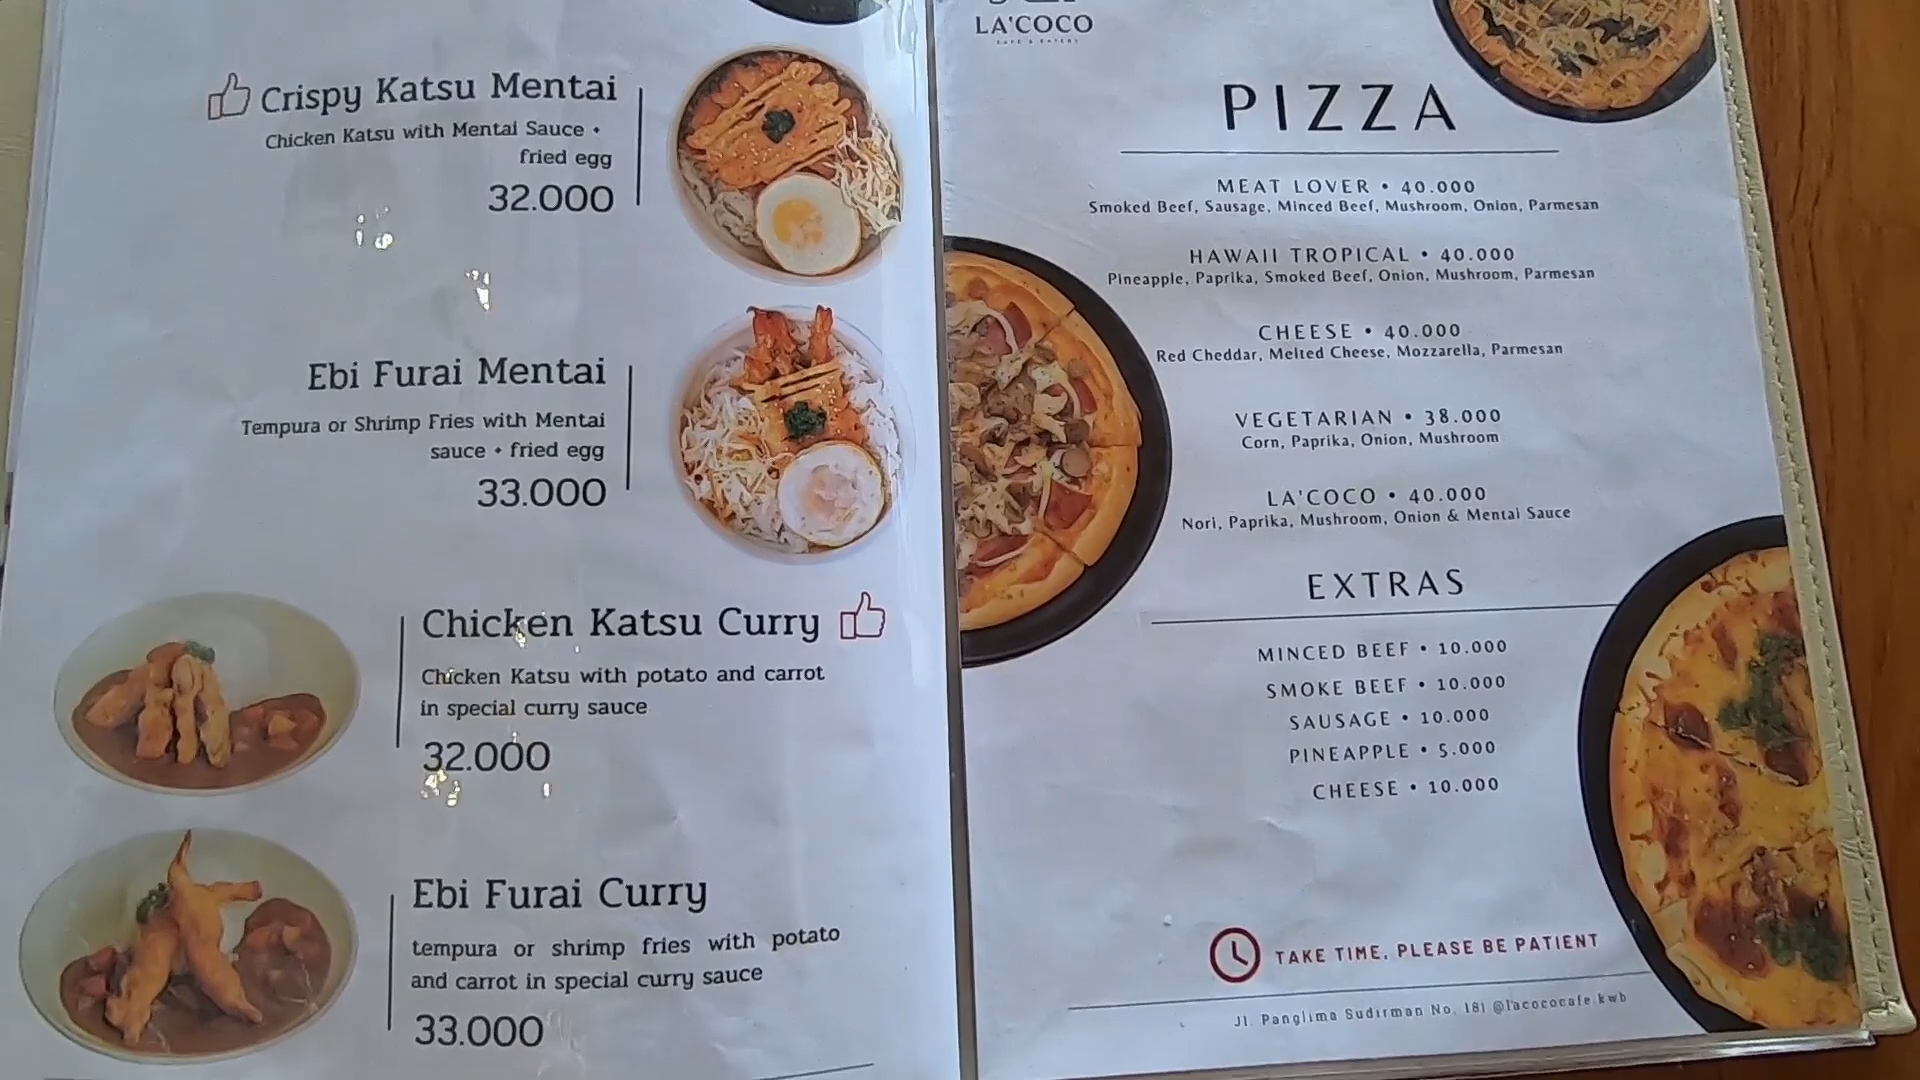 Crispy Katsu Mentai
Chicken Katsu with Mentai Sauce +
fried egg
32.000
Ebi Furai Mentai
Tempura or Shrimp Fries with Mentai
sauce + fried egg
33.000
Chicken Katsu Curry
Chicken Katsu with potato and carrot
in special curry sauce
32.000
Ebi Furai Curry
tempura or shrimp fries with potato
and carrot in special curry sauce
33.000
LA'COCO
CAFE & EATERY
PIZZA
MEAT LOVER • 40.000
Smoked Beef, Sausage, Minced Beef, Mushroom, Onion, Parmesan
HAWAII TROPICAL • 40.000
Pineapple, Paprika, Smoked Beef, Onion, Mushroom, Parmesan
CHEESE • 40.000
Red Cheddar, Melted Cheese, Mozzarella, Parmesan
VEGETARIAN • 38.000
Corn, Paprika, Onion, Mushroom
LA'COCO • 40.000
Nori, Paprika, Mushroom, Onion & Mentai Sauce
EXTRAS
MINCED BEEF • 10.000
SMOKE BEEF • 10.000
SAUSAGE • 10.000
PINEAPPLE • 5.000
CHEESE • 10.000
TAKE TIME, PLEASE BE PATIENT
Jl. Panglima Sudirman No. 181 @lacococafe.kwb